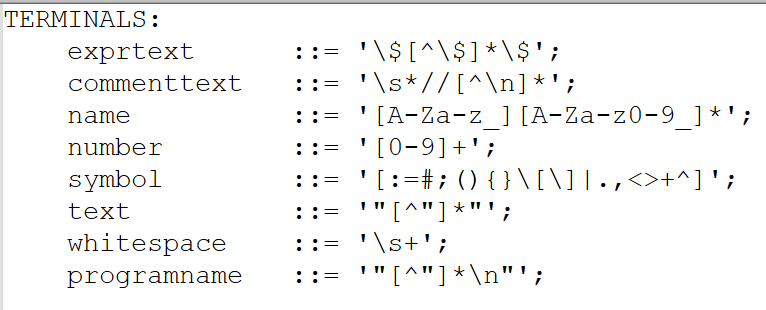 TERMINALS:
exprtext ::= '\$[^\$]*\$';
commenttext ::= '\s*//[^\n]*';
name ::= '[A-Za-z_][A-Za-z0-9_]*';
number ::= '[0-9]+';
symbol ::= '[:=#;(){}\[\]|.,<>+^]';
text ::= '"[^"]*"';
whitespace ::= '\s+';
programname ::= '"[^"]*\n"';